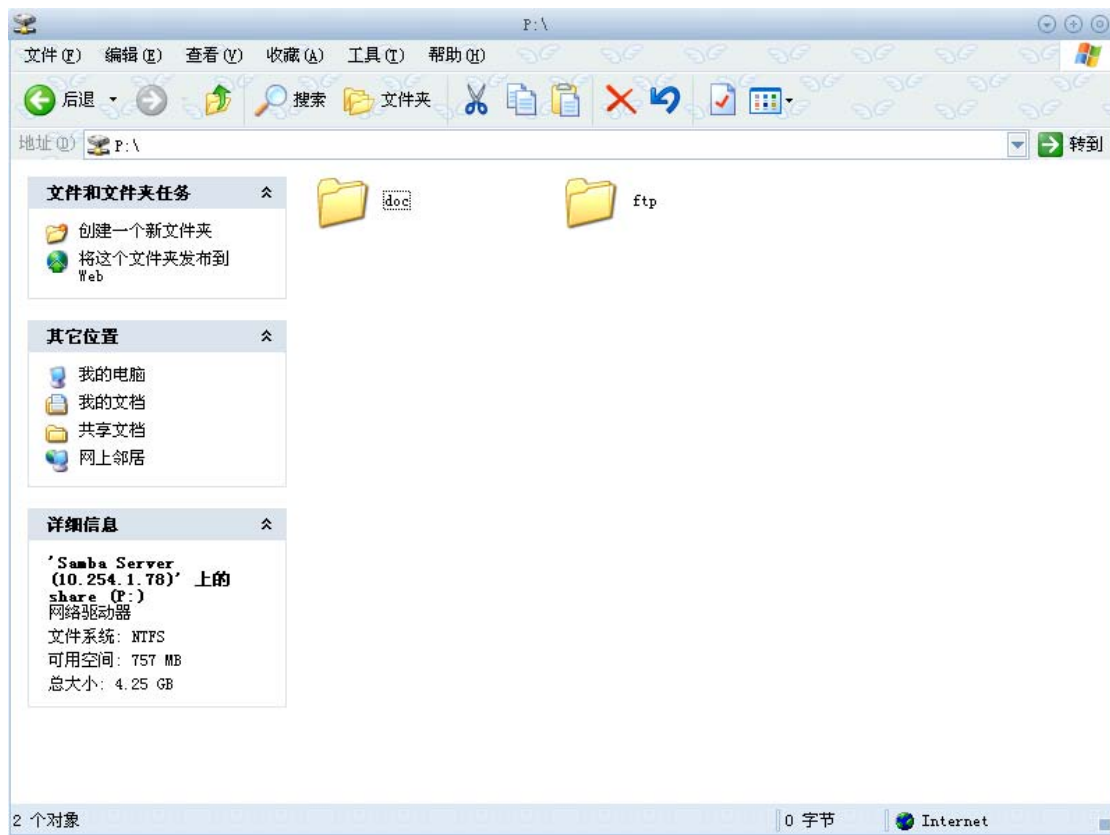 P:\
文件(F) 编辑(E) 查看(V) 收藏(A) 工具(T) 帮助(H)
后退 搜索 文件夹
地址(D) P:\ 转到
文件和文件夹任务
创建一个新文件夹
将这个文件夹发布到
Web
其它位置
我的电脑
我的文档
共享文档
网上邻居
详细信息
'Samba Server
(10.254.1.78)' 上的
share (P:)
网络驱动器
文件系统: NTFS
可用空间: 757 MB
总大小: 4.25 GB
doc ftp
2 个对象 0 字节 Internet